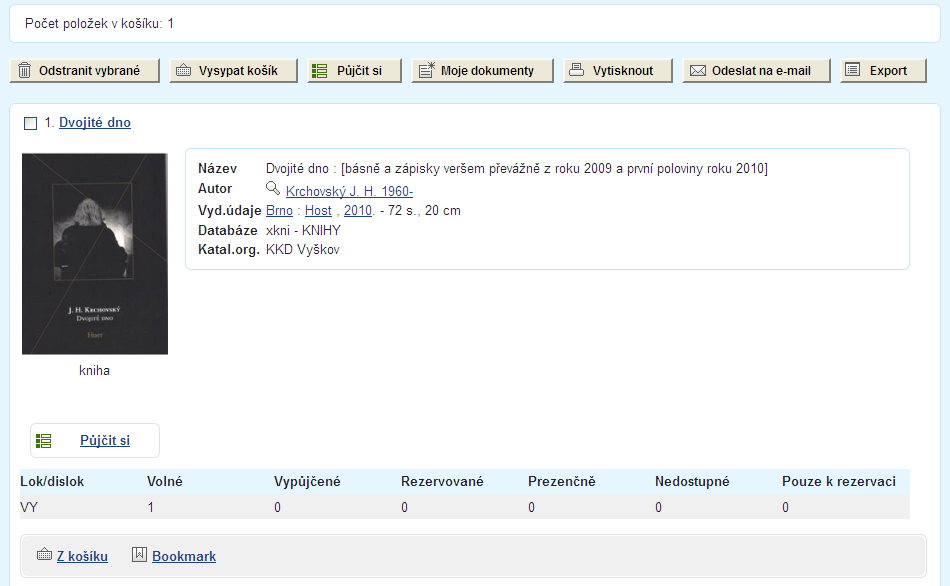 Počet položek v košíku: 1
Odstranit vybrané Vysypat košík Půjčit si Moje dokumenty Vytisknout Odeslat na e-mail Export
1. Dvojité dno
Název Dvojité dno : [básně a zápisky veršem převážně z roku 2009 a první poloviny roku 2010]
Autor Krchovský J. H. 1960-
Vyd.údaje Brno : Host , 2010. - 72 s., 20 cm
Databáze xkni - KNIHY
Katal.org. KKD Vyškov
J. H. Krchovský
Dvojité dno
Host
kniha
Půjčit si
Lok/dislok Volné Vypůjčené Rezervované Prezenčně Nedostupné Pouze k rezervaci
VY 1 0 0 0 0 0
Z košíku Bookmark